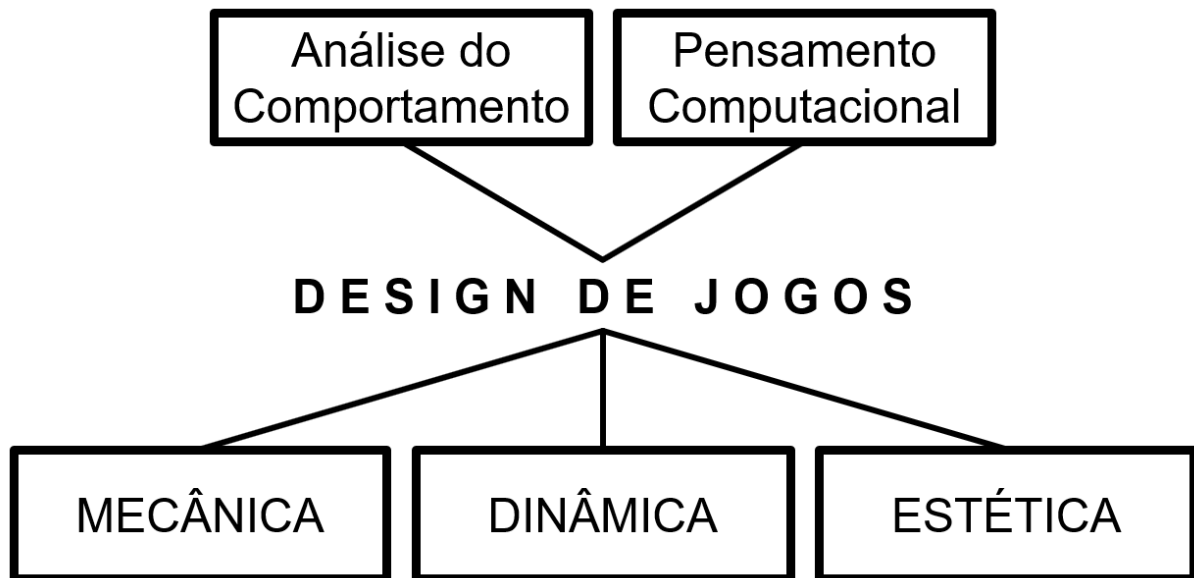 Análise do
Comportamento
Pensamento
Computacional
DESIGN DE JOGOS
MECÂNICA
DINÂMICA
ESTÉTICA